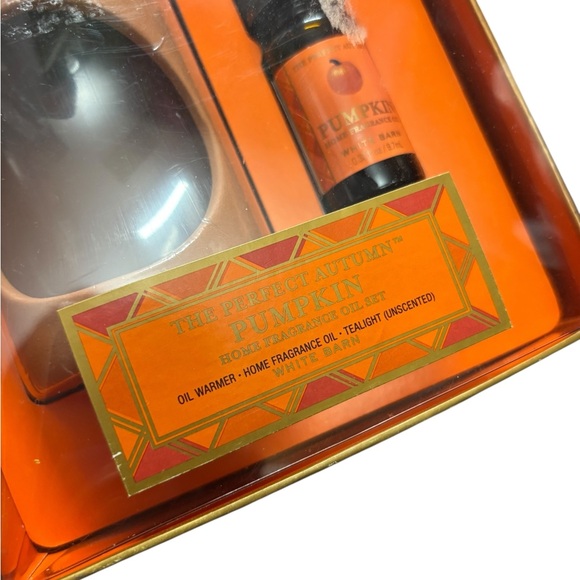 PUMPKIN
HOME FRAGRANCE OIL
WHITE BARN
THE PERFECT AUTUMN™
PUMPKIN
HOME FRAGRANCE OIL SET
OIL WARMER - HOME FRAGRANCE OIL - TEALIGHT (UNSCENTED)
WHITE BARN